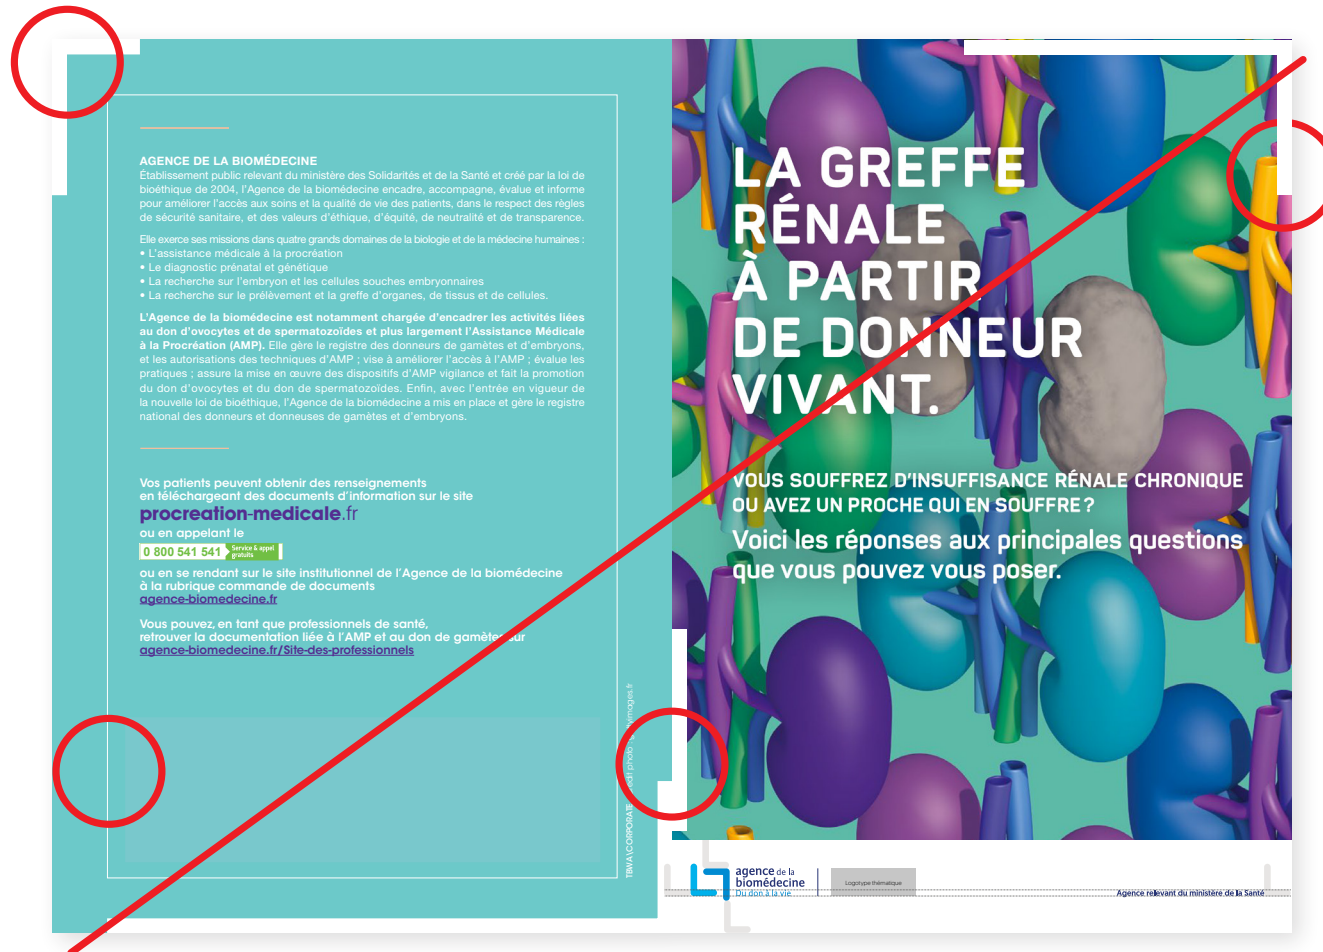 AGENCE DE LA BIOMÉDECINE
Établissement public relevant du ministère des Solidarités et de la Santé et créé par la loi de
bioéthique de 2004, l'Agence de la biomédecine encadre, accompagne, évalue et informe
pour améliorer l'accès aux soins et la qualité de vie des patients, dans le respect des règles
de sécurité sanitaire, et des valeurs d'éthique, d'équité, de neutralité et de transparence.
Elle exerce ses missions dans quatre grands domaines de la biologie et de la médecine humaines :
• L'assistance médicale à la procréation
• Le diagnostic prénatal et génétique
• La recherche sur l'embryon et les cellules souches embryonnaires
• La recherche sur le prélèvement et la greffe d'organes, de tissus et de cellules.
L'Agence de la biomédecine est notamment chargée d'encadrer les activités liées
au don d'ovocytes et de spermatozoïdes et plus largement l'Assistance Médicale
à la Procréation (AMP). Elle gère le registre des donneurs de gamètes et d'embryons,
et les autorisations des techniques d'AMP ; vise à améliorer l'accès à l'AMP ; évalue les
pratiques ; assure la mise en œuvre des dispositifs d'AMP vigilance et fait la promotion
du don d'ovocytes et du don de spermatozoïdes. Enfin, avec l'entrée en vigueur de
la nouvelle loi de bioéthique, l'Agence de la biomédecine a mis en place et gère le registre
national des donneurs et donneuses de gamètes et d'embryons.
Vos patients peuvent obtenir des renseignements
en téléchargeant des documents d'information sur le site
procreation-medicale.fr
ou en appelant le
0 800 541 541 Service & appel
gratuits
ou en se rendant sur le site institutionnel de l'Agence de la biomédecine
à la rubrique commande de documents
agence-biomedecine.fr
Vous pouvez, en tant que professionnels de santé,
retrouver la documentation liée à l'AMP et au don de gamètes sur
agence-biomedecine.fr/Site-des-professionnels
TBWA\CORPORATE
LA GREFFE
RÉNALE
À PARTIR
DE DONNEUR
VIVANT.
VOUS SOUFFREZ D'INSUFFISANCE RÉNALE CHRONIQUE
OU AVEZ UN PROCHE QUI EN SOUFFRE ?
Voici les réponses aux principales questions
que vous pouvez vous poser.
agence de la
biomédecine
Du don à la vie
Logotype thématique
Agence relevant du ministère de la Santé